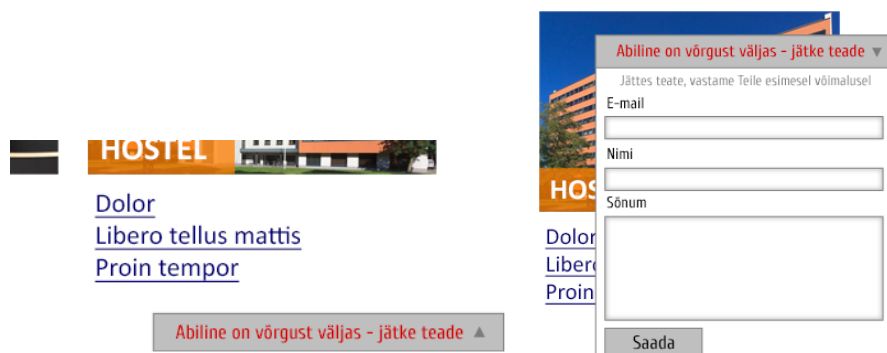 HOSTEL
Dolor
Libero tellus mattis
Proin tempor
Abiline on võrgust väljas - jätke teade ▲
Abiline on võrgust väljas - jätke teade ▼
Jättes teate, vastame Teile esimesel võimalusel
E-mail
Nimi
Sõnum
HOS
Dolor
Liber
Proin
Saada